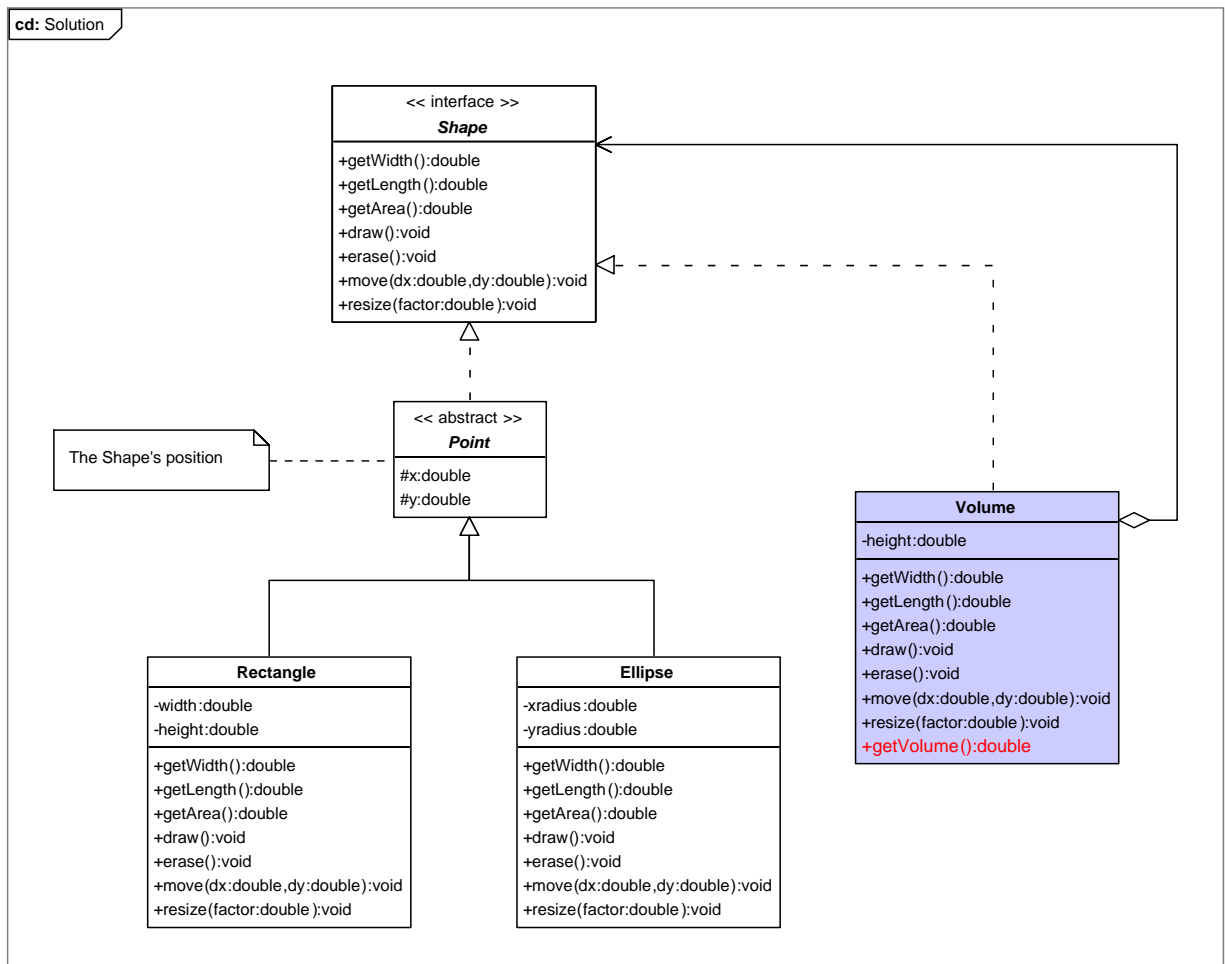 cd: Solution
<< interface >>
Shape
+getWidth():double
+getLength():double
+getArea():double
+draw():void
+erase():void
+move(dx:double,dy:double):void
+resize(factor:double):void
<< abstract >>
Point
#x:double
#y:double
The Shape's position
Volume
-height:double
+getWidth():double
+getLength():double
+getArea():double
+draw():void
+erase():void
+move(dx:double,dy:double):void
+resize(factor:double):void
+getVolume():double
Rectangle
-width:double
-height:double
+getWidth():double
+getLength():double
+getArea():double
+draw():void
+erase():void
+move(dx:double,dy:double):void
+resize(factor:double):void
Ellipse
-xradius:double
-yradius:double
+getWidth():double
+getLength():double
+getArea():double
+draw():void
+erase():void
+move(dx:double,dy:double):void
+resize(factor:double):void